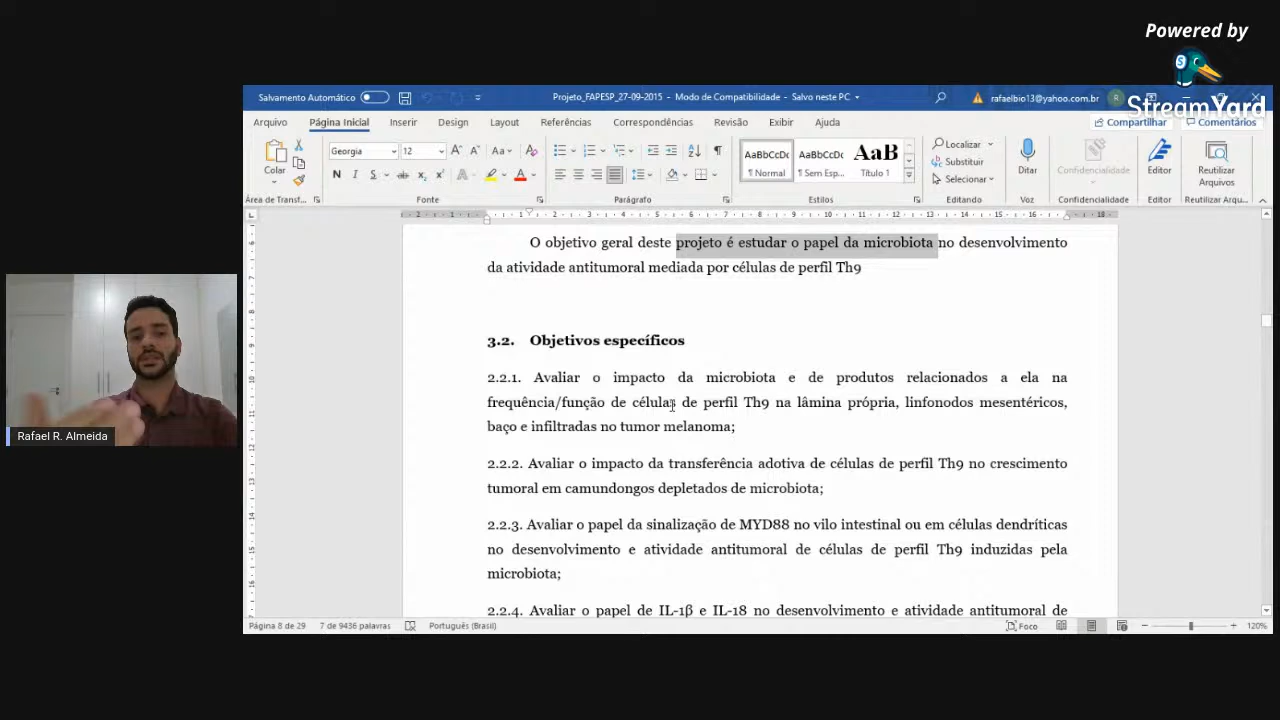 Powered by
StreamYard
Salvamento Automático
Projeto_FAPESP_27-09-2015 - Modo de Compatibilidade - Salvo neste PC
rafaelbio13@yahoo.com.br
R
Arquivo Página Inicial Inserir Design Layout Referências Correspondências Revisão Exibir Ajuda
Compartilhar Comentários
Colar
Georgia 12
AaBbCcDc AaBbCcDc AaB
¶ Normal ¶ Sem Esp... Título 1
Localizar
Substituir
Selecionar
Ditar
Confidencialidade
Editor
Reutilizar
Arquivos
Área de Transf... Fonte Parágrafo Estilos Editando Voz Confidencialidade Editor Reutilizar Arqu...
O objetivo geral deste projeto é estudar o papel da microbiota no desenvolvimento
da atividade antitumoral mediada por células de perfil Th9
3.2. Objetivos específicos
2.2.1. Avaliar o impacto da microbiota e de produtos relacionados a ela na
frequência/função de células de perfil Th9 na lâmina própria, linfonodos mesentéricos,
baço e infiltradas no tumor melanoma;
2.2.2. Avaliar o impacto da transferência adotiva de células de perfil Th9 no crescimento
tumoral em camundongos depletados de microbiota;
2.2.3. Avaliar o papel da sinalização de MYD88 no vilo intestinal ou em células dendríticas
no desenvolvimento e atividade antitumoral de células de perfil Th9 induzidas pela
microbiota;
2.2.4. Avaliar o papel de IL-1β e IL-18 no desenvolvimento e atividade antitumoral de
Página 8 de 29 7 de 9436 palavras Português (Brasil) Foco 120%
Rafael R. Almeida